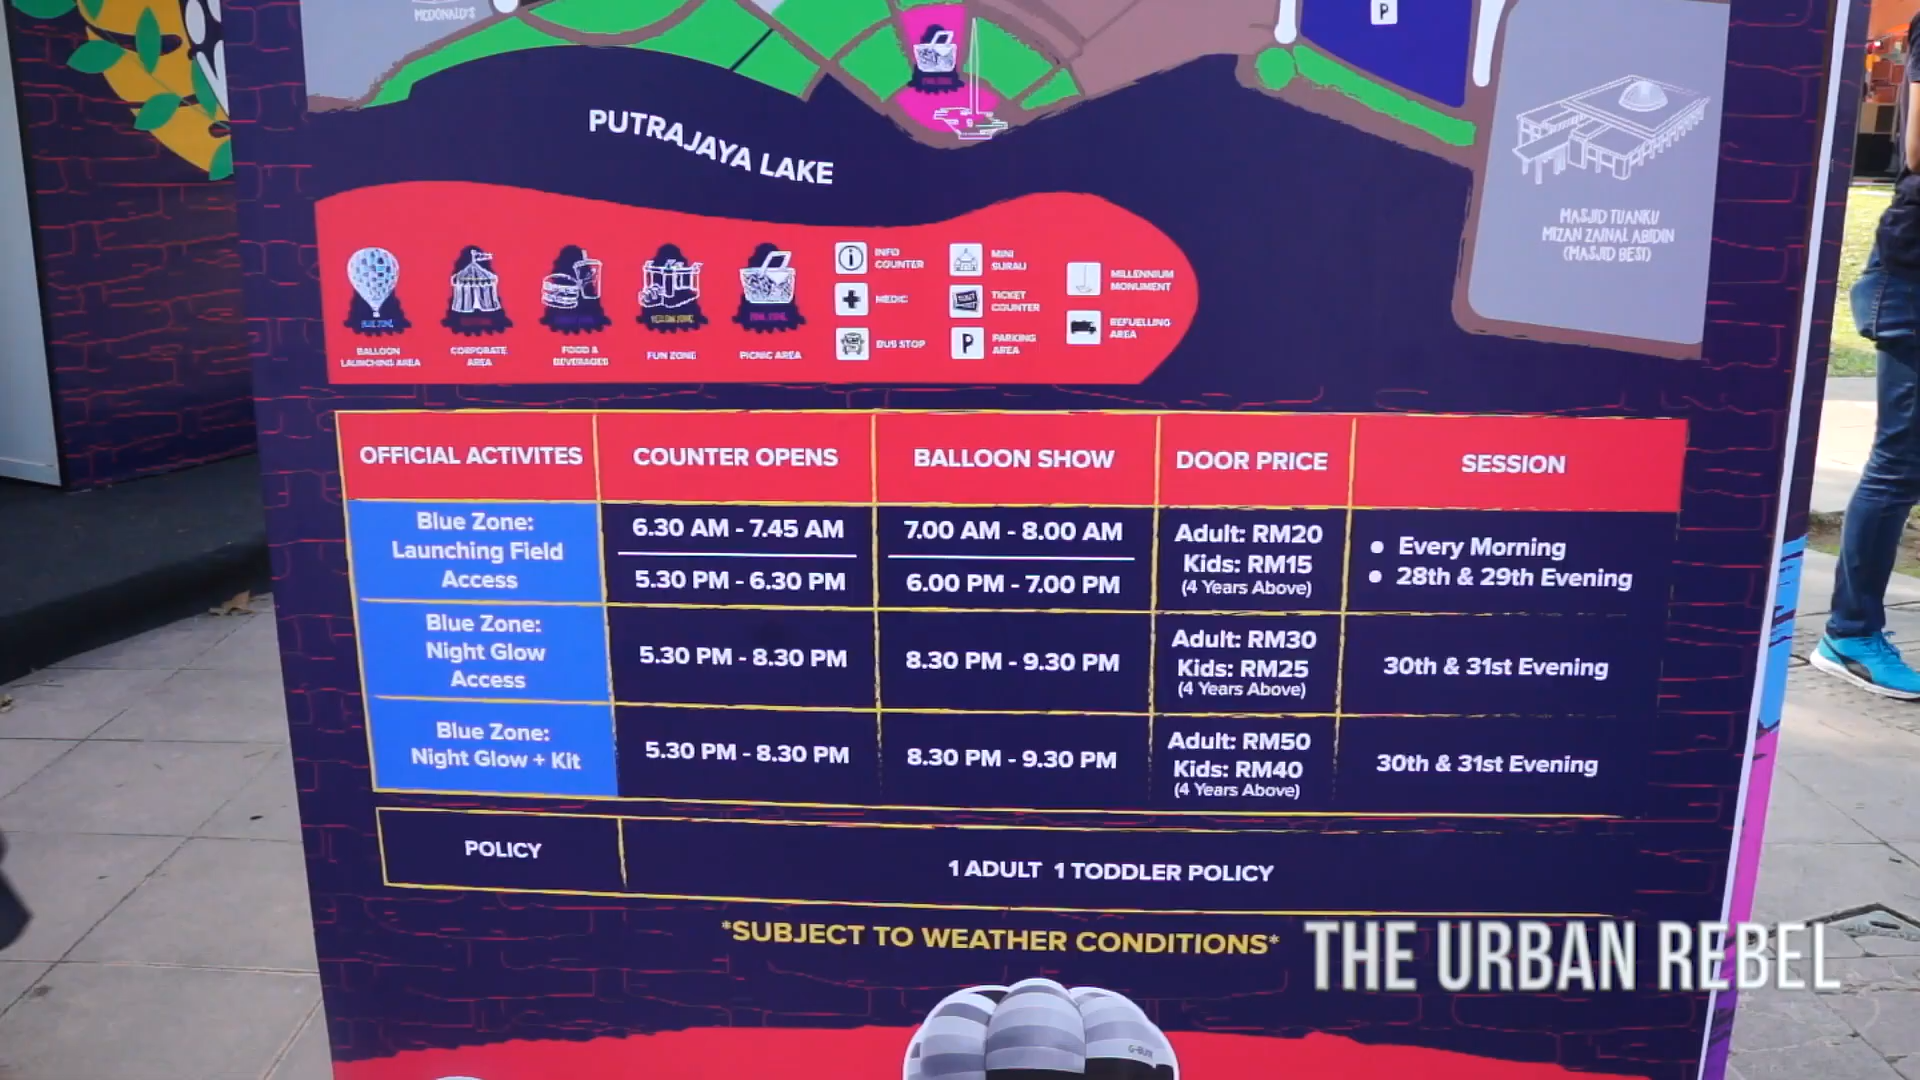 MCDONALD'S
P
PUTRAJAYA LAKE
MASJID TUANKU
MIZAN ZAINAL ABIDIN
(MASJID BESI)
BLUE ZONE
YELLOW ZONE
PINK ZONE
BALLOON
LAUNCHING AREA
CORPORATE
AREA
FOOD &
BEVERAGES
FUN ZONE
PICNIC AREA
INFO
COUNTER
MEDIC
BUS STOP
MINI
SURAU
TICKET
COUNTER
P
PARKING
AREA
MILLENNIUM
MONUMENT
REFUELLING
AREA
OFFICIAL ACTIVITES
COUNTER OPENS
BALLOON SHOW
DOOR PRICE
SESSION
Blue Zone:
Launching Field
Access
6.30 AM - 7.45 AM
5.30 PM - 6.30 PM
7.00 AM - 8.00 AM
6.00 PM - 7.00 PM
Adult: RM20
Kids: RM15
(4 Years Above)
• Every Morning
• 28th & 29th Evening
Blue Zone:
Night Glow
Access
5.30 PM - 8.30 PM
8.30 PM - 9.30 PM
Adult: RM30
Kids: RM25
(4 Years Above)
30th & 31st Evening
Blue Zone:
Night Glow + Kit
5.30 PM - 8.30 PM
8.30 PM - 9.30 PM
Adult: RM50
Kids: RM40
(4 Years Above)
30th & 31st Evening
POLICY
1 ADULT 1 TODDLER POLICY
*SUBJECT TO WEATHER CONDITIONS*
THE URBAN REBEL